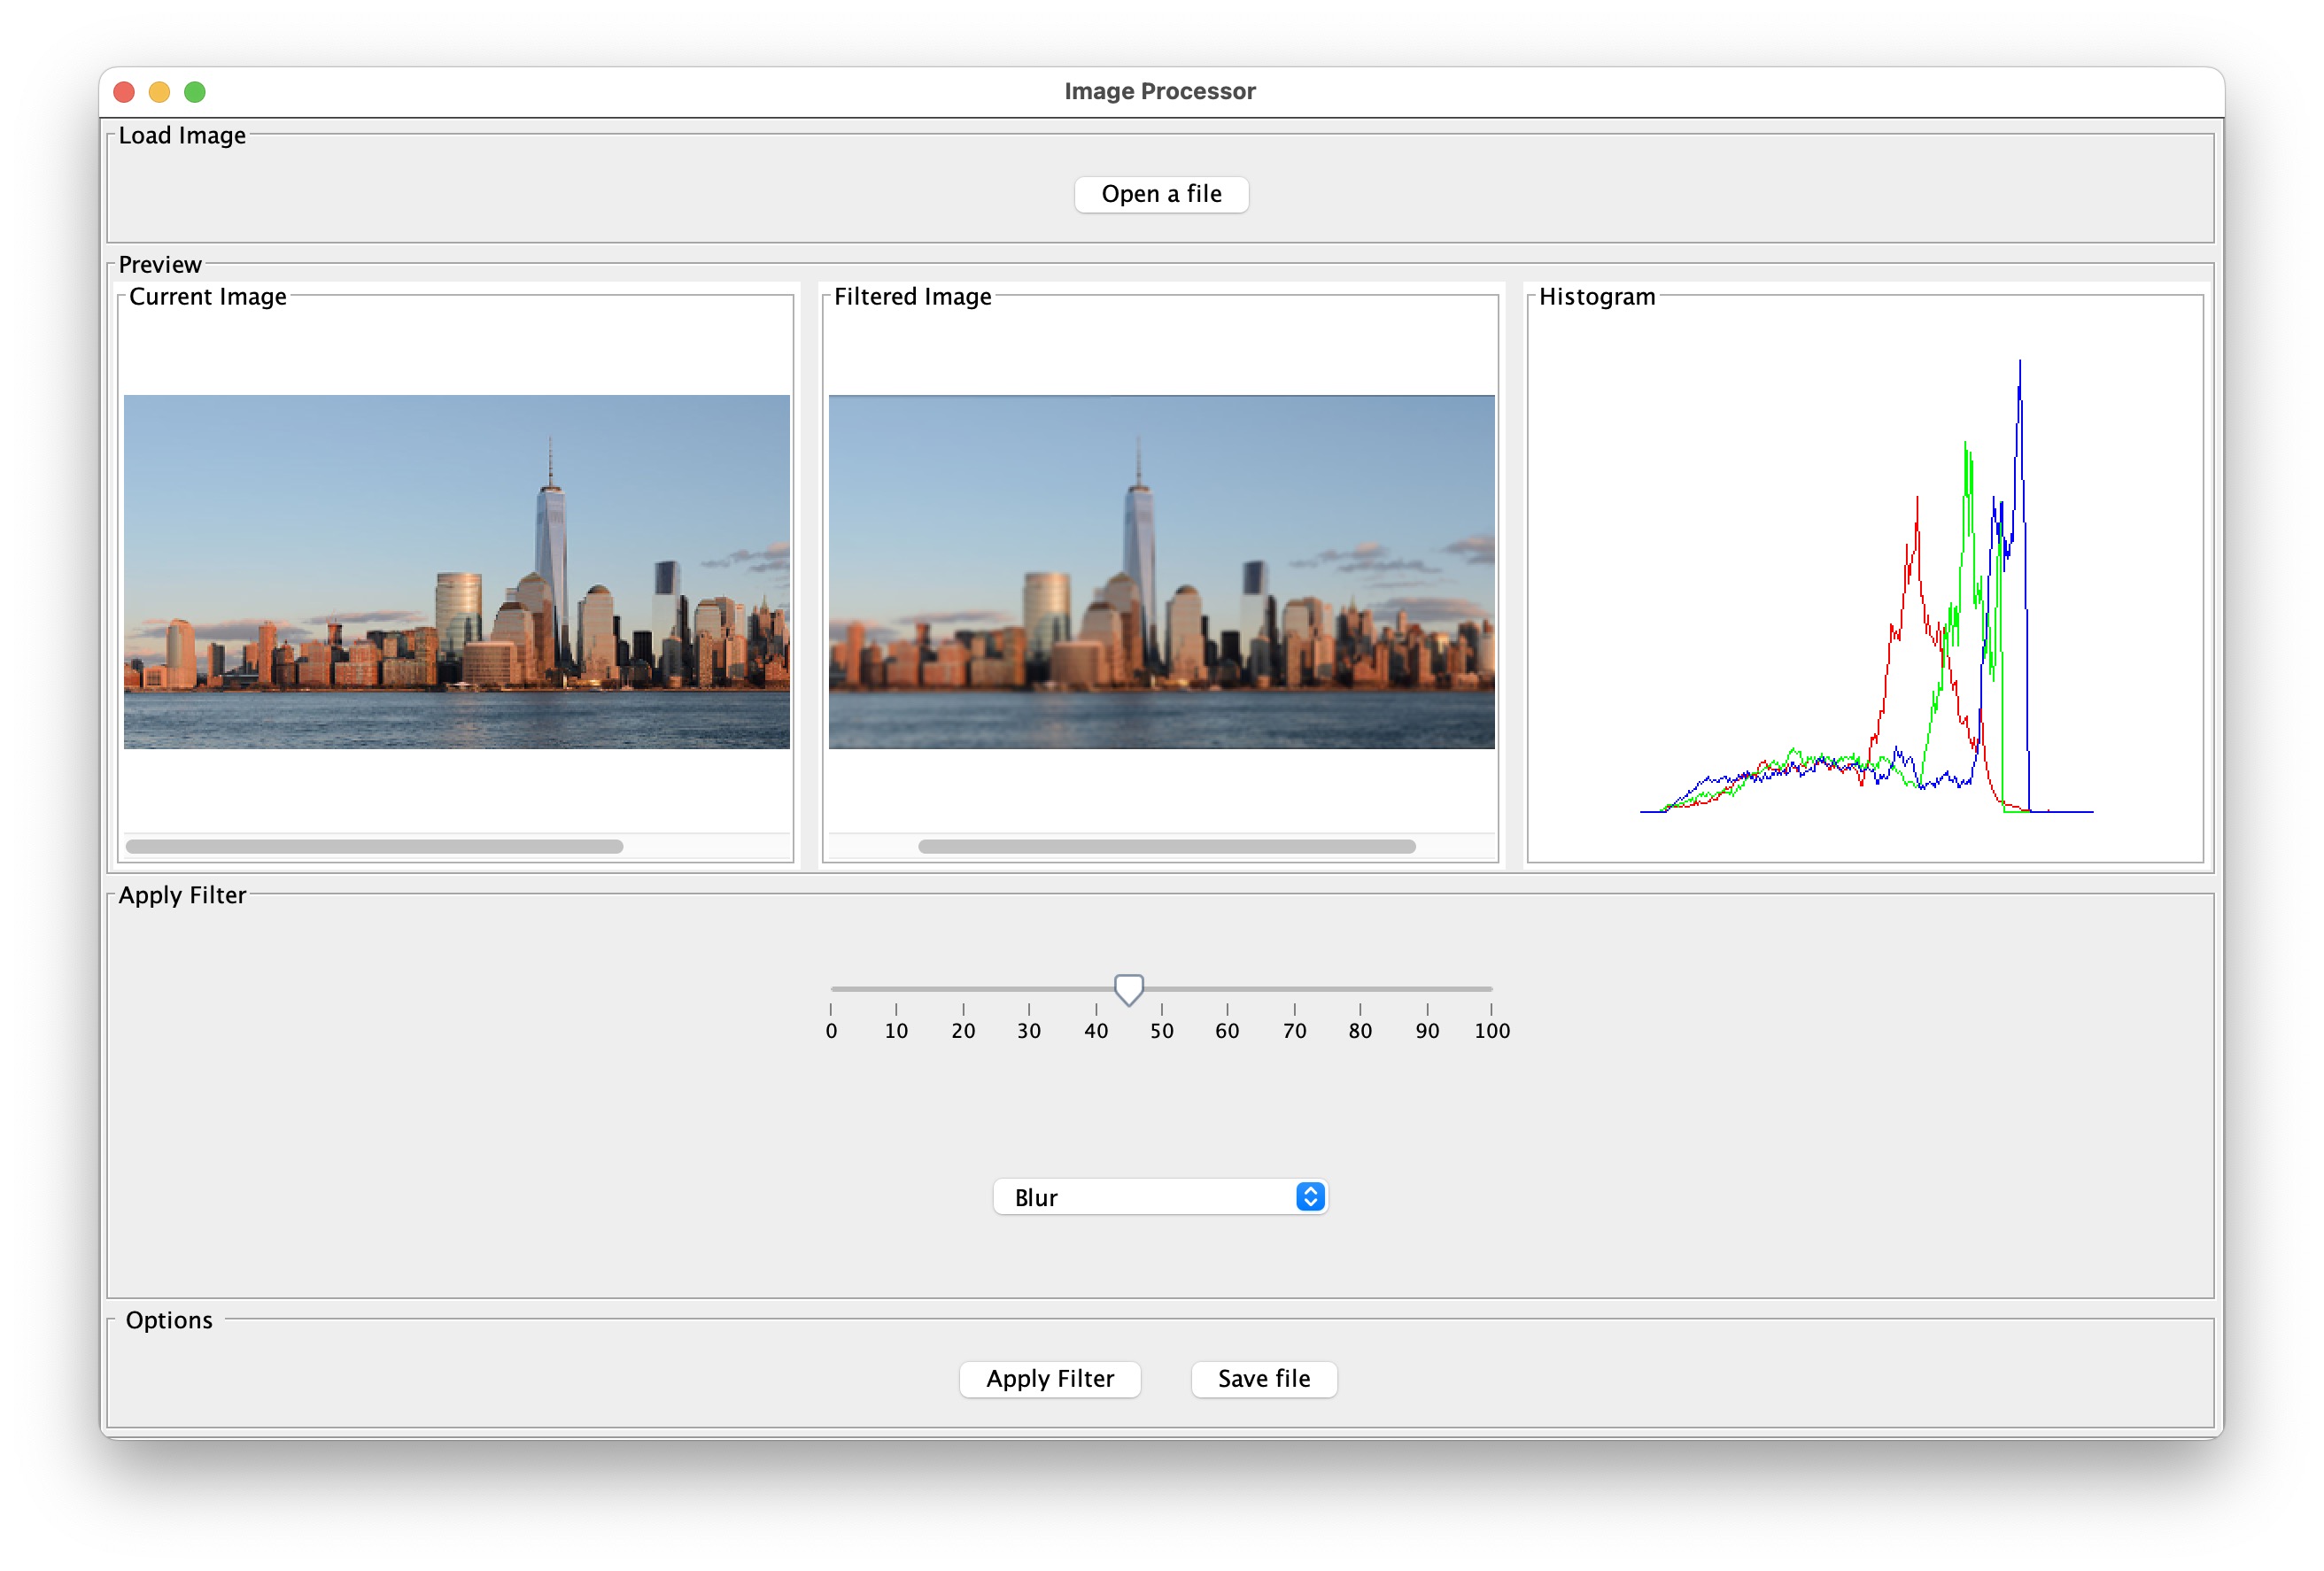 Image Processor
Load Image
Open a file
Preview
Current Image
Filtered Image
Histogram
Apply Filter
0 10 20 30 40 50 60 70 80 90 100
Blur
Options
Apply Filter
Save file